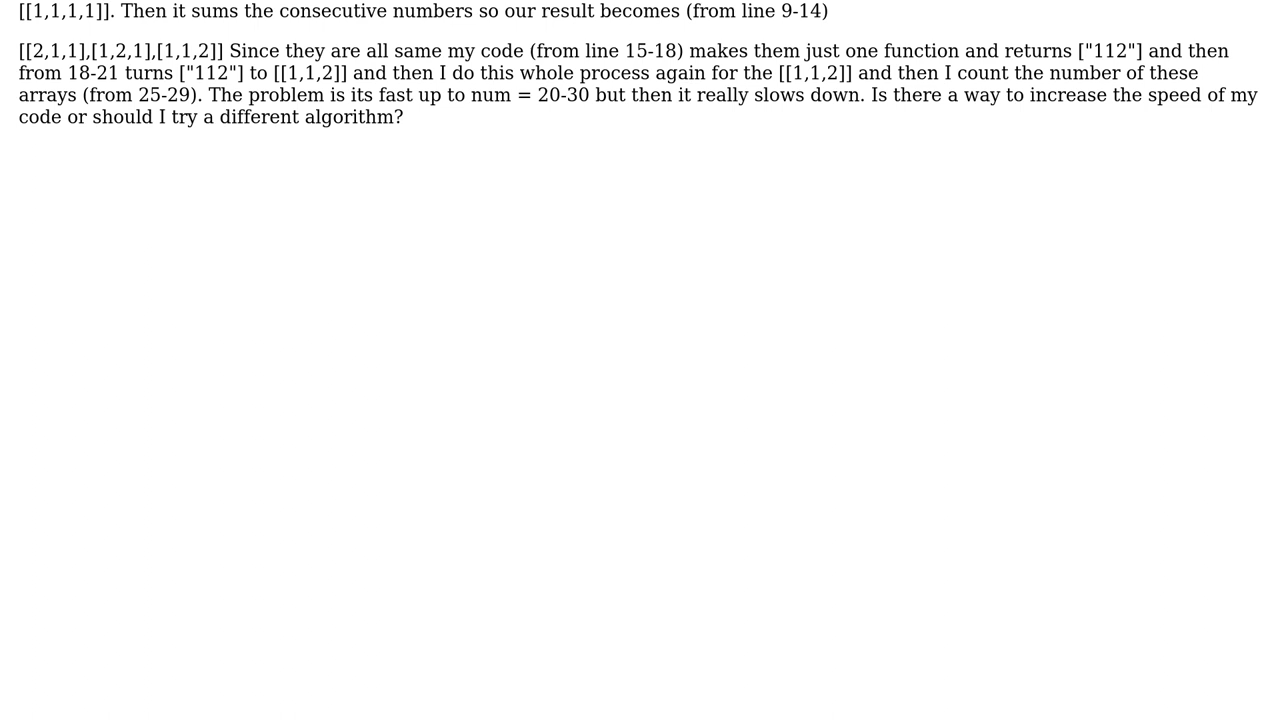 [[1,1,1,1]]. Then it sums the consecutive numbers so our result becomes (from line 9-14)
[[2,1,1],[1,2,1],[1,1,2]] Since they are all same my code (from line 15-18) makes them just one function and returns ["112"] and then
from 18-21 turns ["112"] to [[1,1,2]] and then I do this whole process again for the [[1,1,2]] and then I count the number of these
arrays (from 25-29). The problem is its fast up to num = 20-30 but then it really slows down. Is there a way to increase the speed of my
code or should I try a different algorithm?